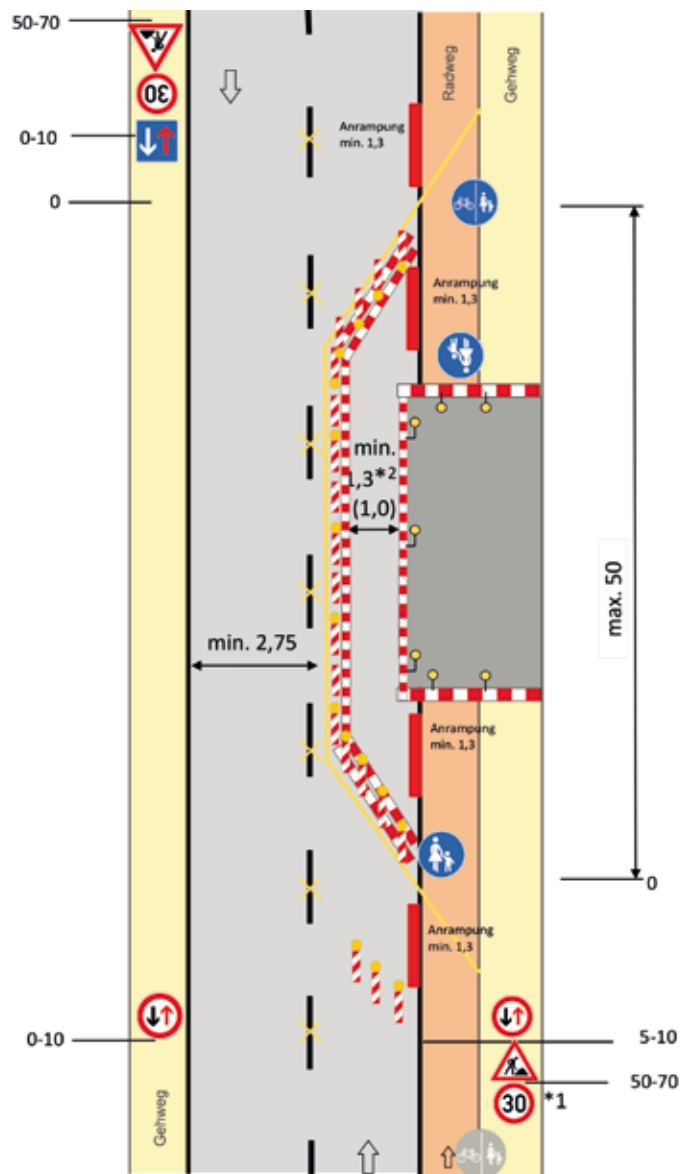 50-70
30
0-10
0
Anrampung
min. 1,3
Radweg
Gehweg
Anrampung
min. 1,3
min.
1,3*2
(1,0)
max. 50
min. 2,75
Anrampung
min. 1,3
0
Anrampung
min. 1,3
0-10
Gehweg
5-10
50-70
30 *1